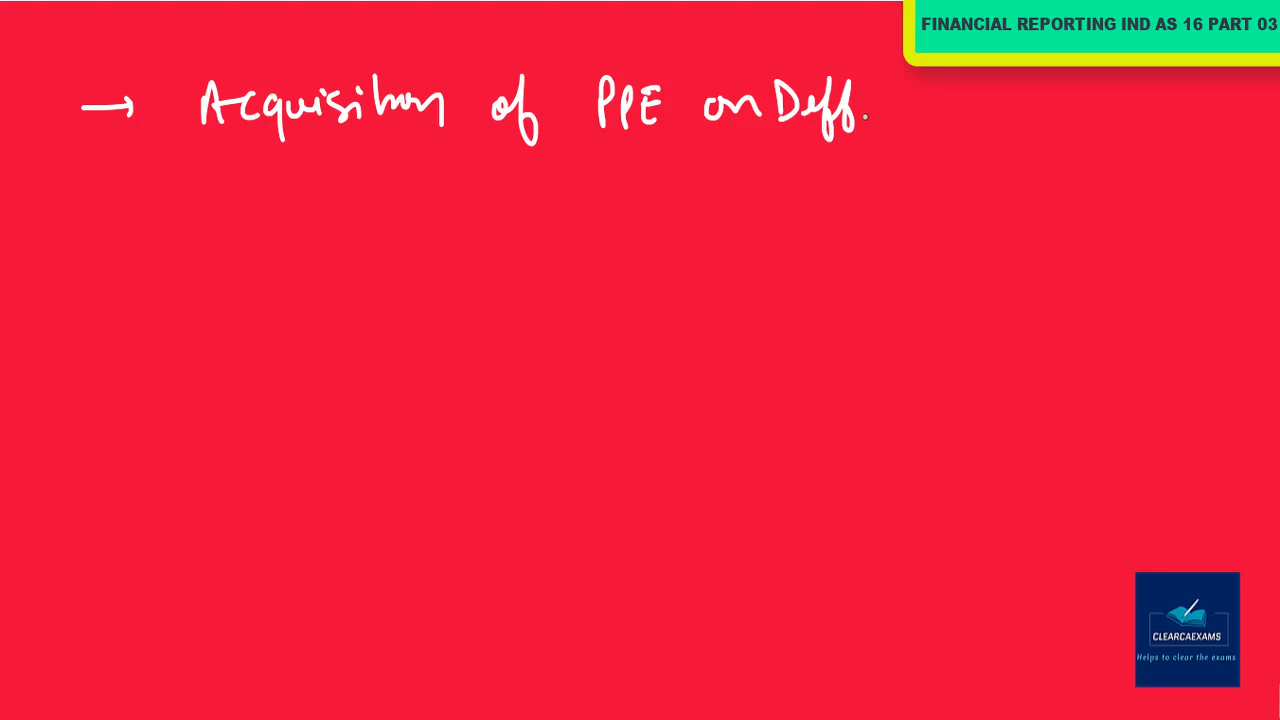 FINANCIAL REPORTING IND AS 16 PART 03
→ Acquisition of PPE on Deff.
CLEARCAEXAMS
Helps to clear the exams